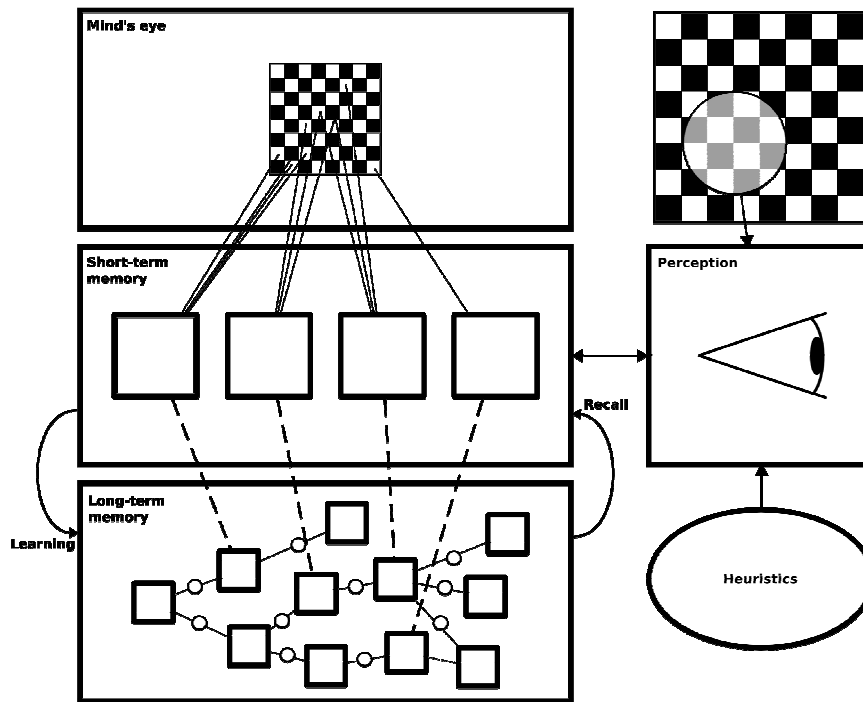 Mind's eye
Short-term
memory
Perception
Recall
Long-term
memory
Learning
Heuristics